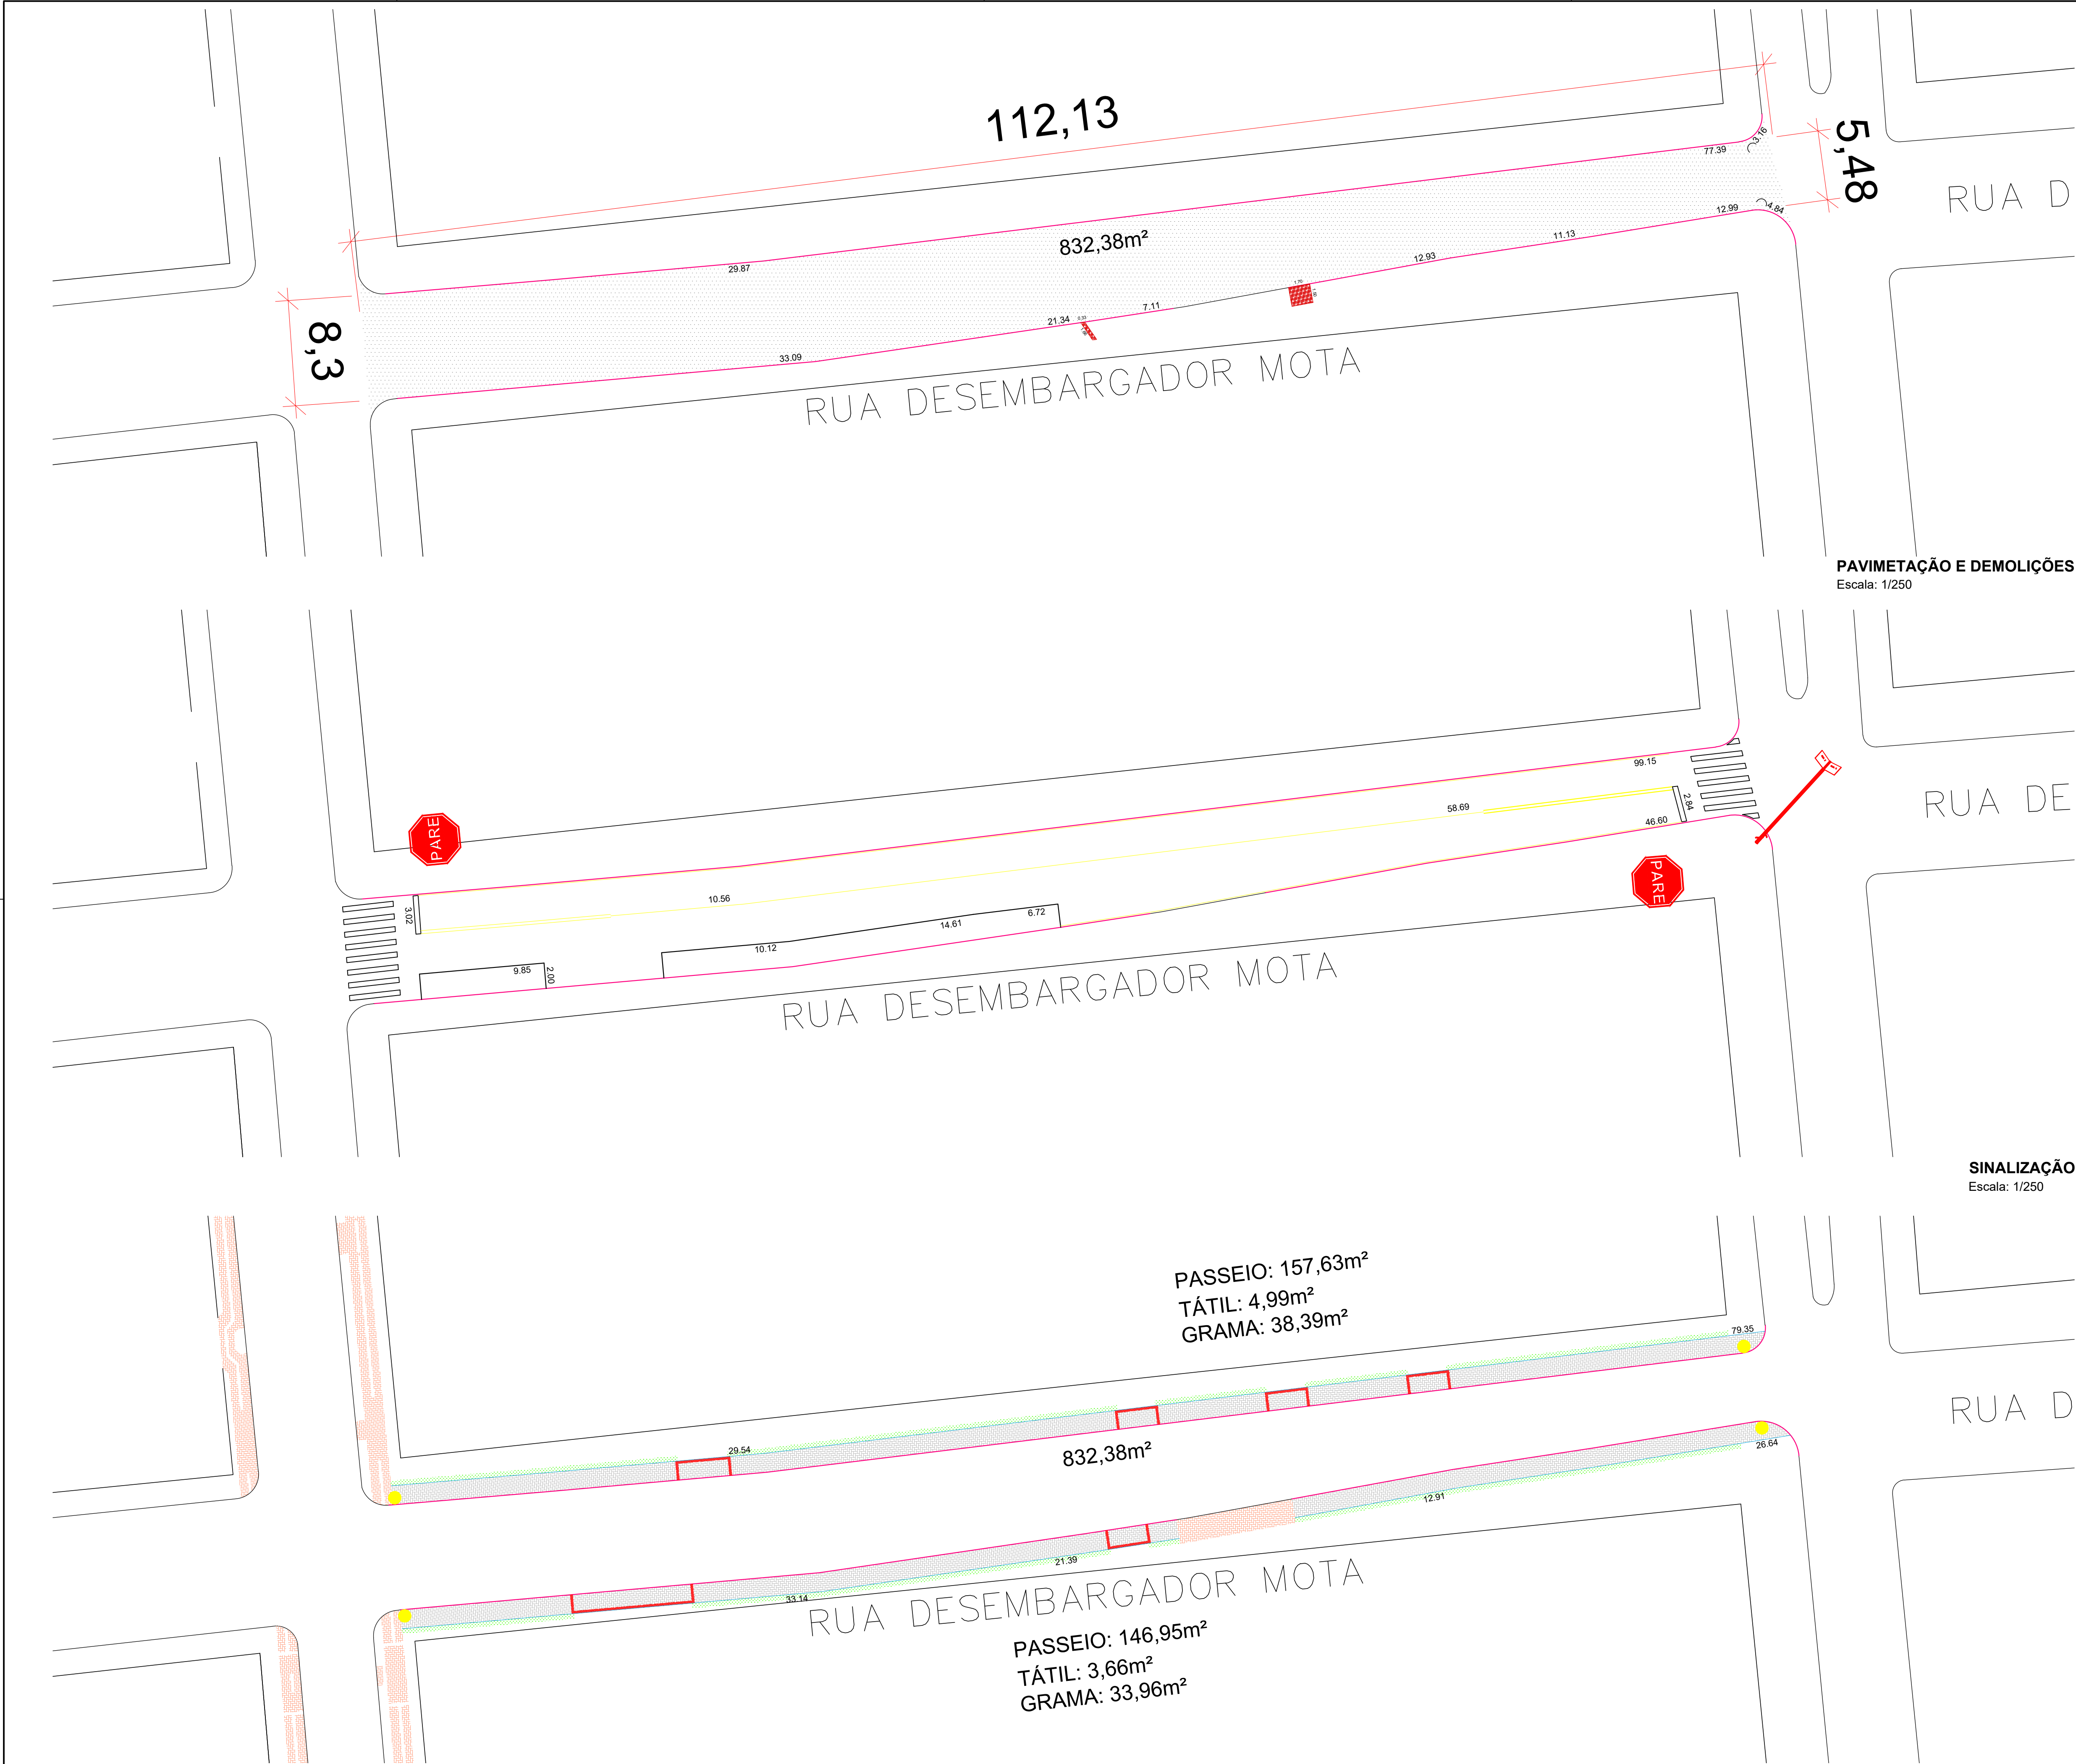 112,13
3.16
77.39
5,48
RUA D
4.84
12.99
11.13
832,38m²
12.93
29.87
1.70
7.11
21.34
0.33
8,3
33.09
RUA DESEMBARGADOR MOTA
PAVIMETAÇÃO E DEMOLIÇÕES
Escala: 1/250
99.15
2.84
58.69
46.60
RUA DE
PARE
PARE
10.56
3.02
6.72
14.61
10.12
9.85
2.00
RUA DESEMBARGADOR MOTA
SINALIZAÇÃO
Escala: 1/250
PASSEIO: 157,63m²
TÁTIL: 4,99m²
GRAMA: 38,39m²
79.35
RUA D
29.54
832,38m²
26.64
12.91
21.39
33.14
RUA DESEMBARGADOR MOTA
PASSEIO: 146,95m²
TÁTIL: 3,66m²
GRAMA: 33,96m²